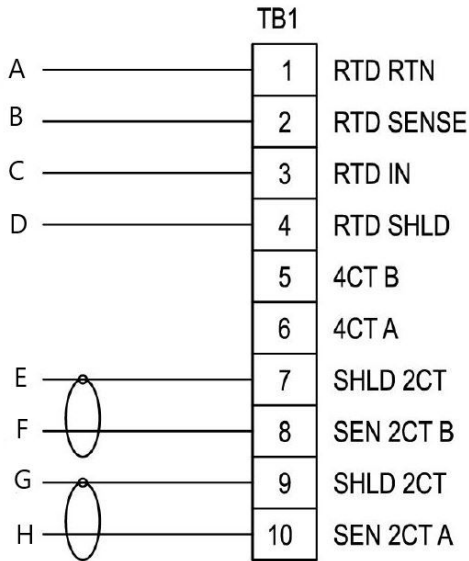 TB1
A 1 RTD RTN
B 2 RTD SENSE
C 3 RTD IN
D 4 RTD SHLD
5 4CT B
6 4CT A
E 7 SHLD 2CT
F 8 SEN 2CT B
G 9 SHLD 2CT
H 10 SEN 2CT A